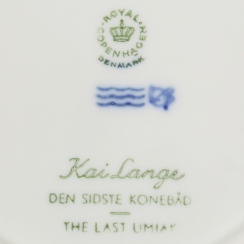 ROYAL
COPENHAGEN
DENMARK
Kai Lange
DEN SIDSTE KONEBÅD
THE LAST UMIAK